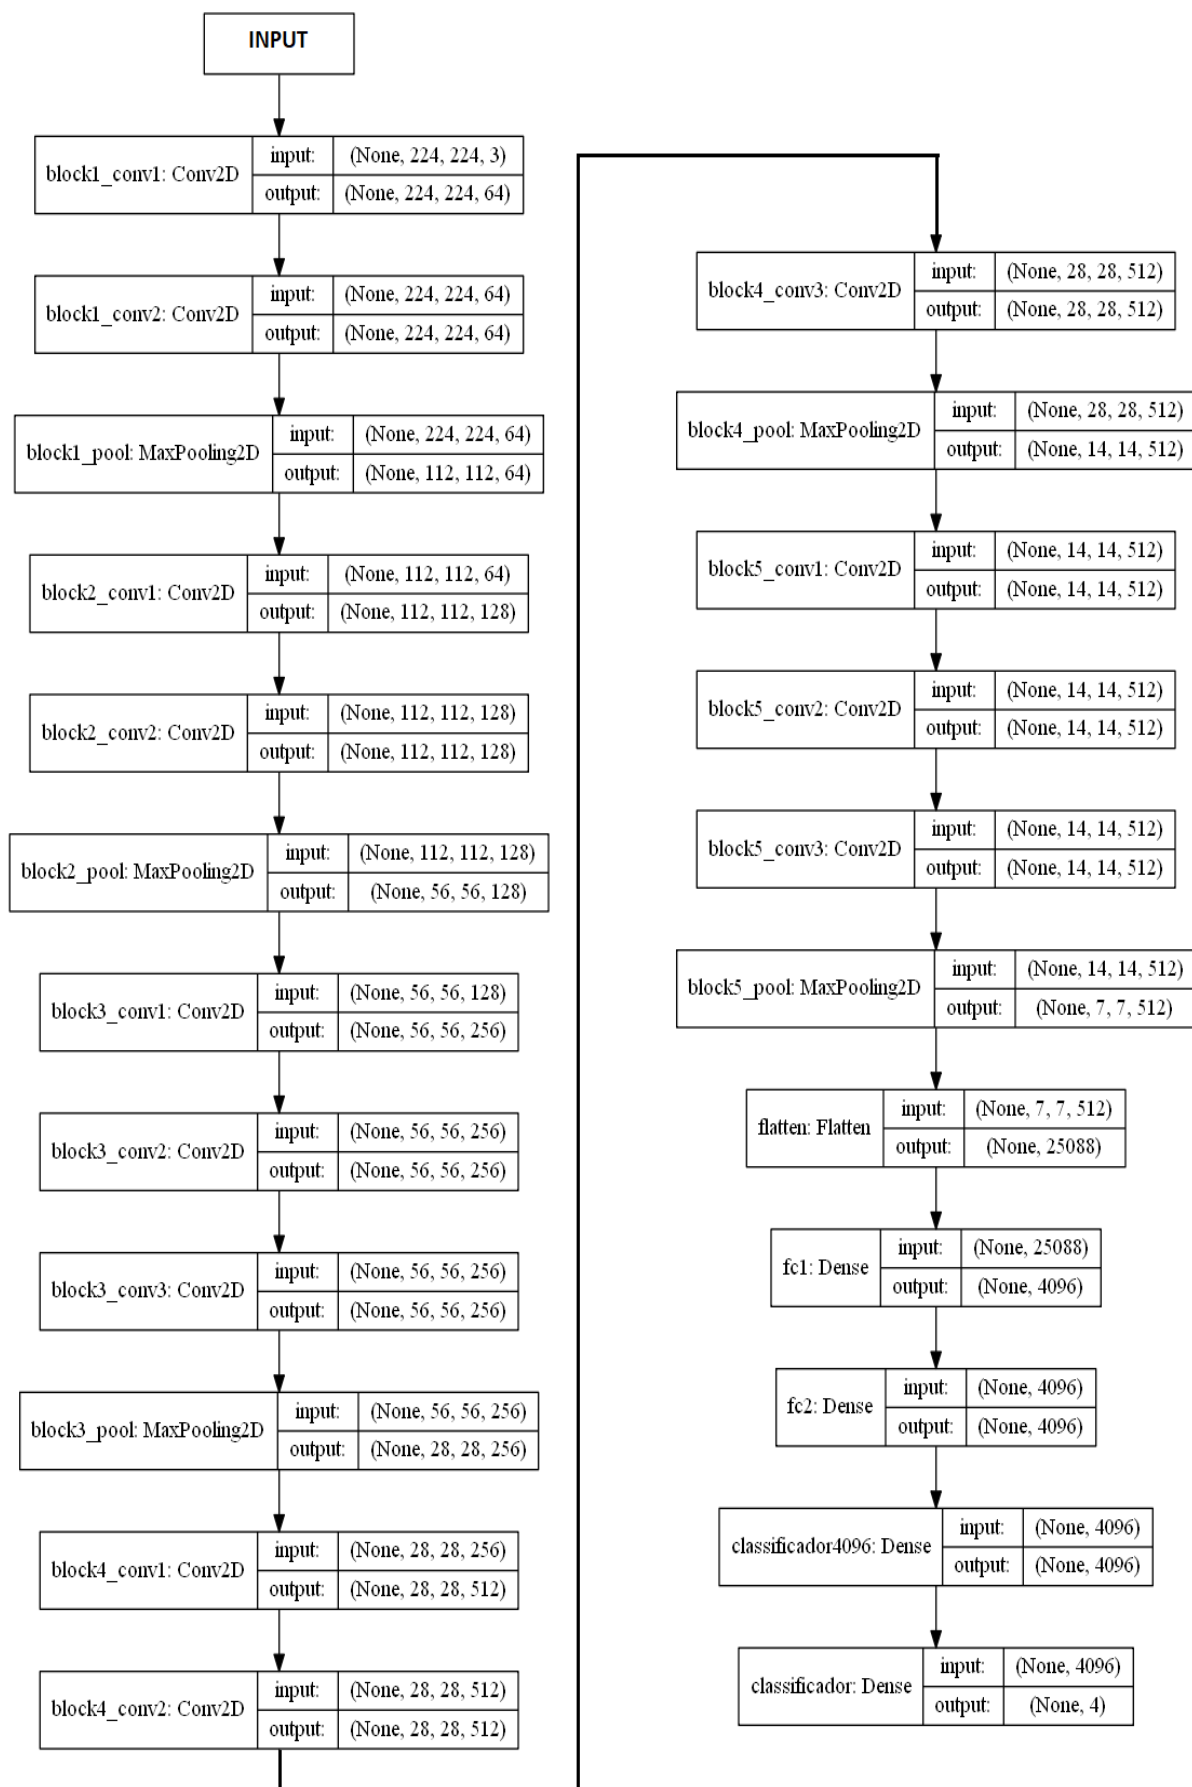 INPUT
block1_conv1: Conv2D
input: (None, 224, 224, 3)
output: (None, 224, 224, 64)
block1_conv2: Conv2D
input: (None, 224, 224, 64)
output: (None, 224, 224, 64)
block1_pool: MaxPooling2D
input: (None, 224, 224, 64)
output: (None, 112, 112, 64)
block2_conv1: Conv2D
input: (None, 112, 112, 64)
output: (None, 112, 112, 128)
block2_conv2: Conv2D
input: (None, 112, 112, 128)
output: (None, 112, 112, 128)
block2_pool: MaxPooling2D
input: (None, 112, 112, 128)
output: (None, 56, 56, 128)
block3_conv1: Conv2D
input: (None, 56, 56, 128)
output: (None, 56, 56, 256)
block3_conv2: Conv2D
input: (None, 56, 56, 256)
output: (None, 56, 56, 256)
block3_conv3: Conv2D
input: (None, 56, 56, 256)
output: (None, 56, 56, 256)
block3_pool: MaxPooling2D
input: (None, 56, 56, 256)
output: (None, 28, 28, 256)
block4_conv1: Conv2D
input: (None, 28, 28, 256)
output: (None, 28, 28, 512)
block4_conv2: Conv2D
input: (None, 28, 28, 512)
output: (None, 28, 28, 512)
block4_conv3: Conv2D
input: (None, 28, 28, 512)
output: (None, 28, 28, 512)
block4_pool: MaxPooling2D
input: (None, 28, 28, 512)
output: (None, 14, 14, 512)
block5_conv1: Conv2D
input: (None, 14, 14, 512)
output: (None, 14, 14, 512)
block5_conv2: Conv2D
input: (None, 14, 14, 512)
output: (None, 14, 14, 512)
block5_conv3: Conv2D
input: (None, 14, 14, 512)
output: (None, 14, 14, 512)
block5_pool: MaxPooling2D
input: (None, 14, 14, 512)
output: (None, 7, 7, 512)
flatten: Flatten
input: (None, 7, 7, 512)
output: (None, 25088)
fc1: Dense
input: (None, 25088)
output: (None, 4096)
fc2: Dense
input: (None, 4096)
output: (None, 4096)
classificador4096: Dense
input: (None, 4096)
output: (None, 4096)
classificador: Dense
input: (None, 4096)
output: (None, 4)